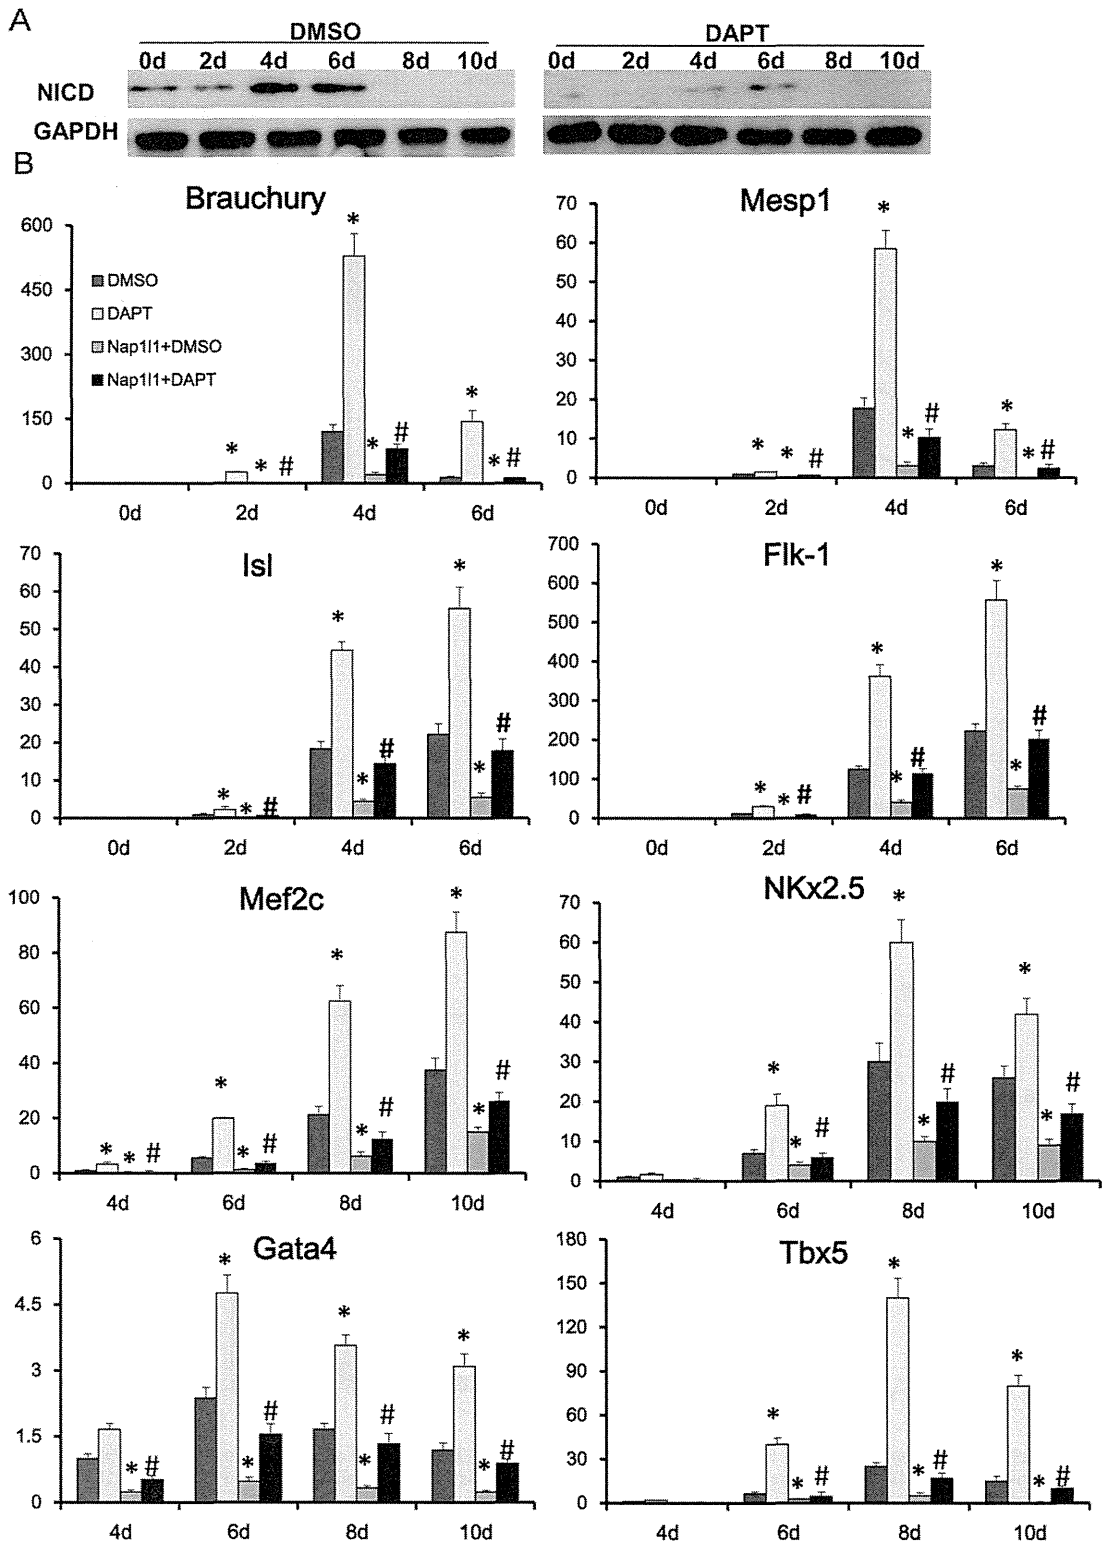 A
DMSO
DAPT
0d 2d 4d 6d 8d 10d
0d 2d 4d 6d 8d 10d
NICD
GAPDH
B
Brauchury
600
450
300
150
0
DMSO
DAPT
Nap1l1+DMSO
Nap1l1+DAPT
* * # * * # * * #
0d 2d 4d 6d
Mesp1
70
60
50
40
30
20
10
0
* * # * * # * * #
0d 2d 4d 6d
Isl
70
60
50
40
30
20
10
0
* * # * * # * * #
0d 2d 4d 6d
Flk-1
700
600
500
400
300
200
100
0
* * # * * # * * #
0d 2d 4d 6d
Mef2c
100
80
60
40
20
0
* * # * * # * * # * * #
4d 6d 8d 10d
NKx2.5
70
60
50
40
30
20
10
0
* * # * * # * * #
4d 6d 8d 10d
Gata4
6
4.5
3
1.5
0
* # * * # * * # * * #
4d 6d 8d 10d
Tbx5
180
150
120
90
60
30
0
* * # * * # * * #
4d 6d 8d 10d